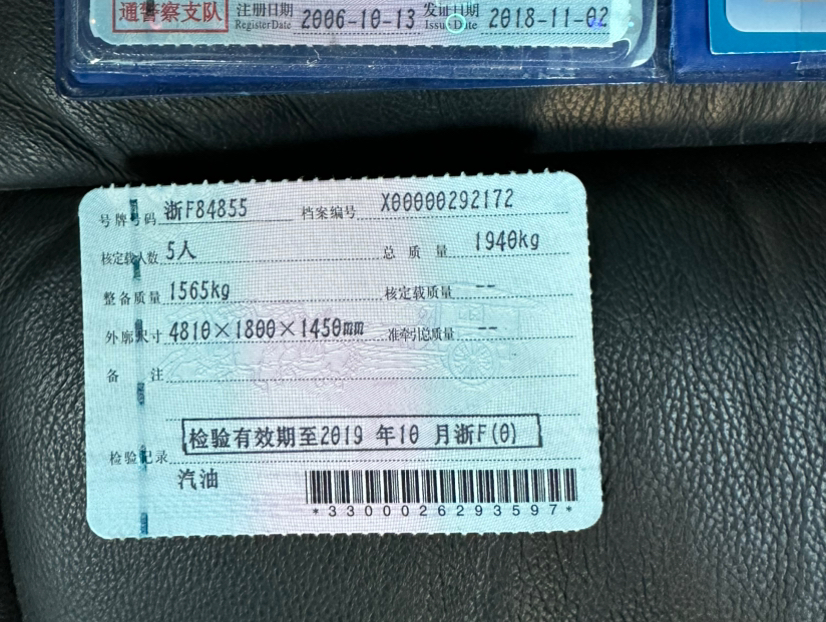 通警察支队 注册日期 2006-10-13 发证日期 2018-11-02
Register Date Issue Date
号牌号码 浙F84855 档案编号 X00000292172
核定载人数 5人 总质量 1940kg
整备质量 1565kg 核定载质量 --
外廓尺寸 4810×1800×1450mm 准牵引总质量 --
备注
检验有效期至2019 年10 月浙F(0)
检验记录
汽油
*3300026293597*